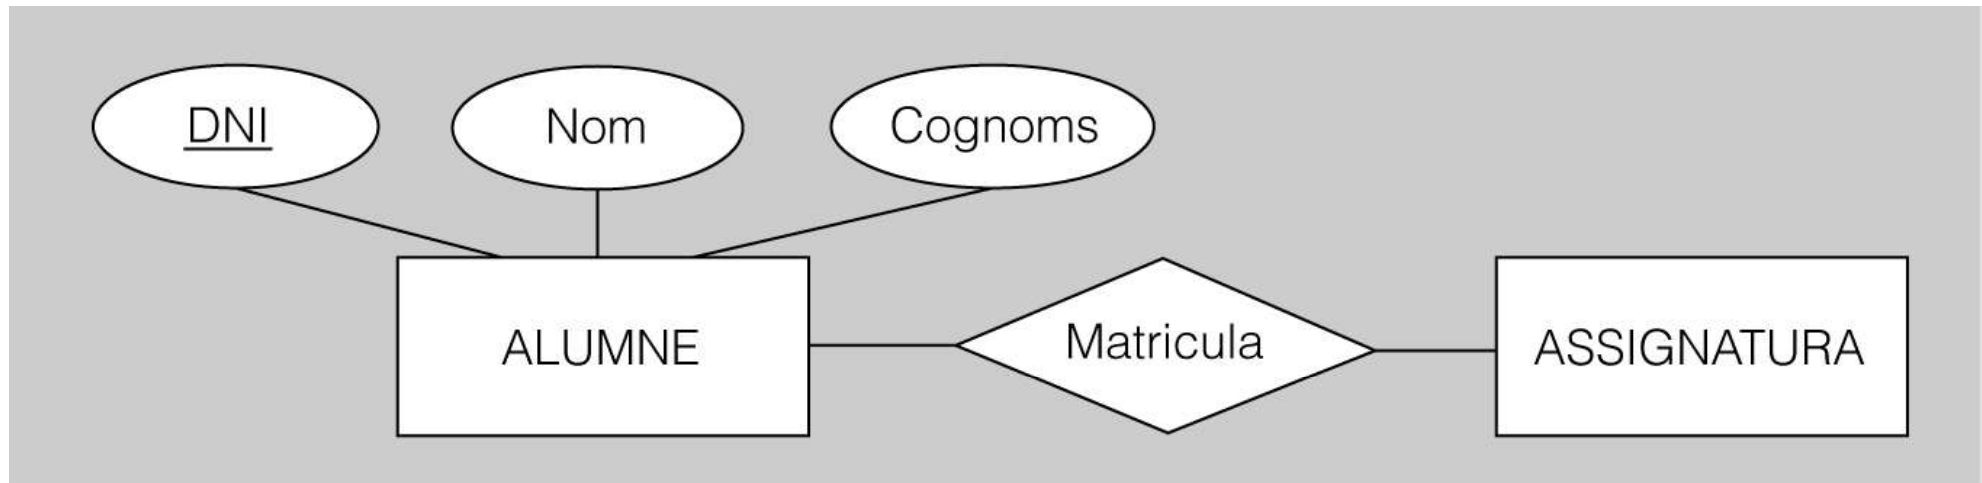 DNI
Nom
Cognoms
ALUMNE
Matricula
ASSIGNATURA